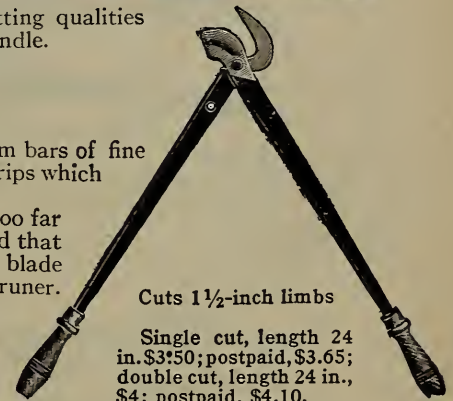 tting qualities
ndle.
m bars of fine
rips which
oo far
d that
blade
runer.
Cuts 1½-inch limbs
Single cut, length 24
in. $3.50; postpaid, $3.65;
double cut, length 24 in.,
$4; postpaid, $4.10.